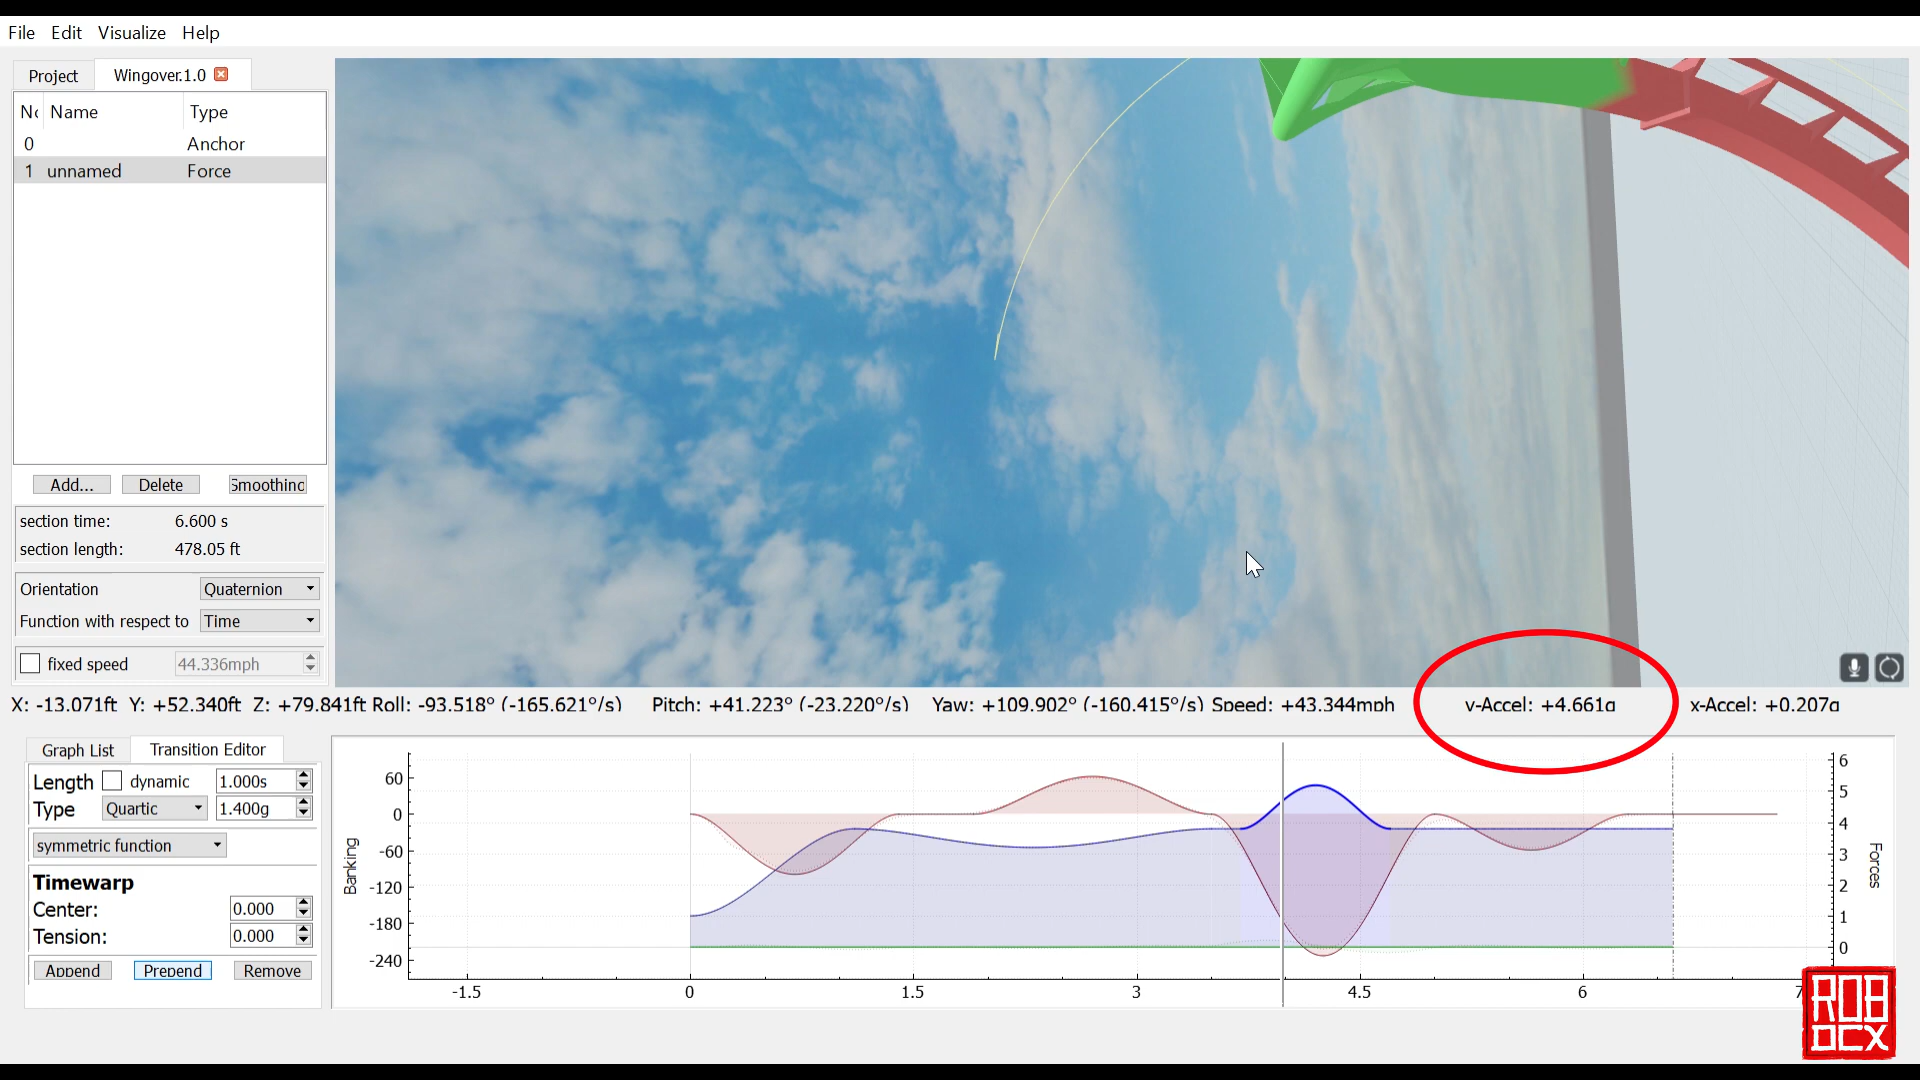 File Edit Visualize Help
Project Wingover.1.0
Name Type
0 Anchor
1 unnamed Force
Add... Delete Smoothing
section time: 6.600 s
section length: 478.05 ft
Orientation Quaternion
Function with respect to Time
fixed speed 44.336mph
X: -13.071ft Y: +52.340ft Z: +79.841ft Roll: -93.518° (-165.621°/s) Pitch: +41.223° (-23.220°/s) Yaw: +109.902° (-160.415°/s) Speed: +43.344mph v-Accel: +4.661g x-Accel: +0.207g
Graph List Transition Editor
Length dynamic 1.000s
Type Quartic 1.400g
symmetric function
Timewarp
Center: 0.000
Tension: 0.000
Append Prepend Remove
Banking
60
0
-60
-120
-180
-240
-1.5 0 1.5 3 4.5 6 7
6
5
4
3
2
1
0
Forces
ROB
DCX